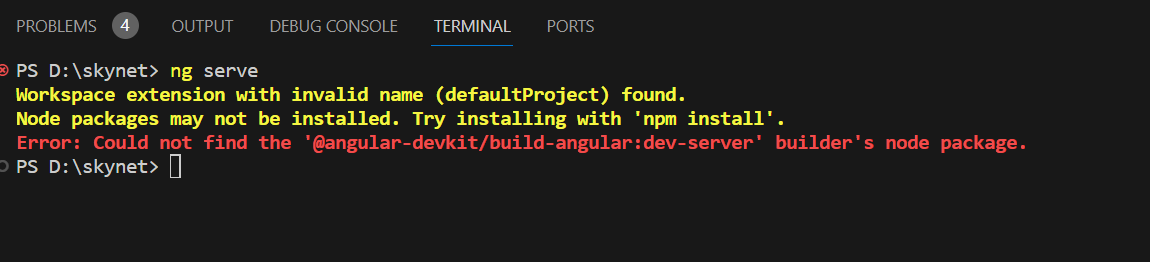 PROBLEMS 4 OUTPUT DEBUG CONSOLE TERMINAL PORTS
PS D:\skynet> ng serve
Workspace extension with invalid name (defaultProject) found.
Node packages may not be installed. Try installing with 'npm install'.
Error: Could not find the '@angular-devkit/build-angular:dev-server' builder's node package.
PS D:\skynet>